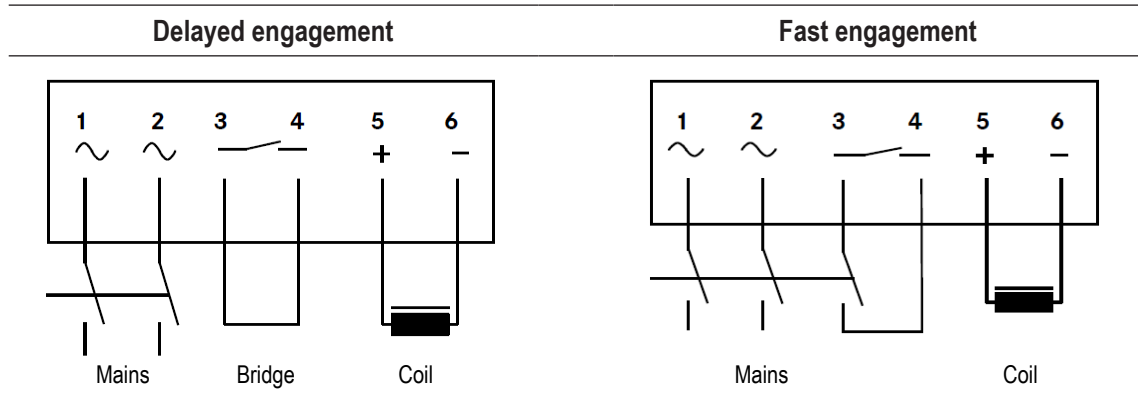 Delayed engagement
Fast engagement
1 2 3 4 5 6
+ −
1 2 3 4 5 6
+ −
Mains Bridge Coil
Mains Coil